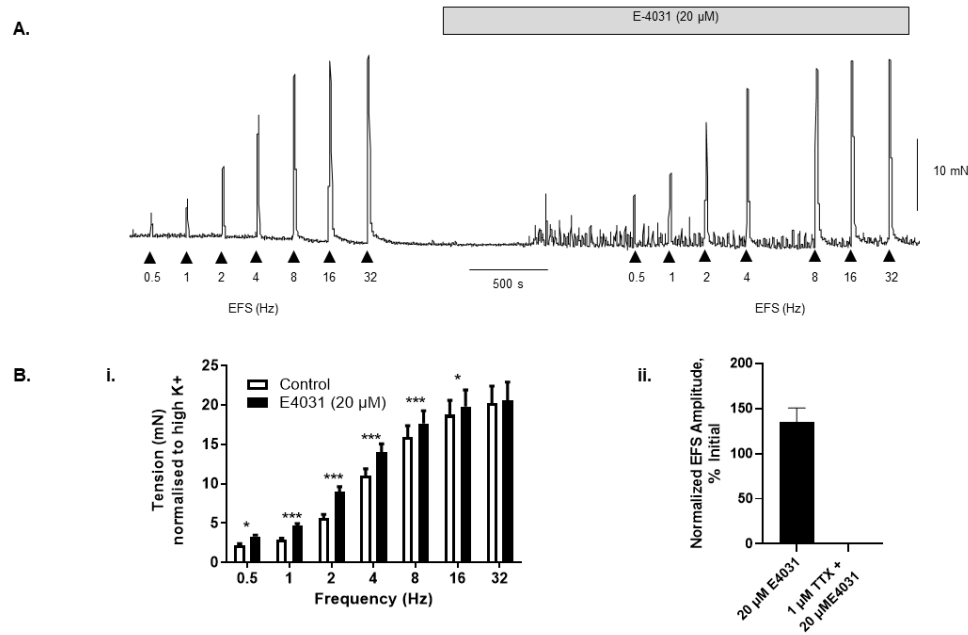 A.
E-4031 (20 µM)
10 mN
0.5 1 2 4 8 16 32
EFS (Hz)
500 s
0.5 1 2 4 8 16 32
EFS (Hz)
B.
i.
Tension (mN)
normalised to high K+
25
20
15
10
5
0
Control
E4031 (20 µM)
* *** *** *** *** *
0.5 1 2 4 8 16 32
Frequency (Hz)
ii.
Normalized EFS Amplitude,
% Initial
200
150
100
50
0
20 µM E4031
1 µM TTX +
20 µME4031